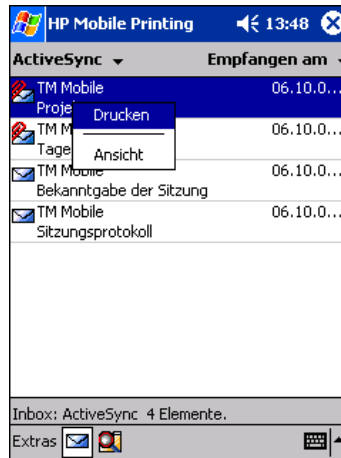 HP Mobile Printing 13:48
ActiveSync Empfangen am
TM Mobile 06.10.0...
Drucken
TM 06.10.0...
Ansicht
TM Mobile 06.10.0...
Bekanntgabe der Sitzung
TM Mobile 06.10.0...
Sitzungsprotokoll
Inbox: ActiveSync 4 Elemente.
Extras